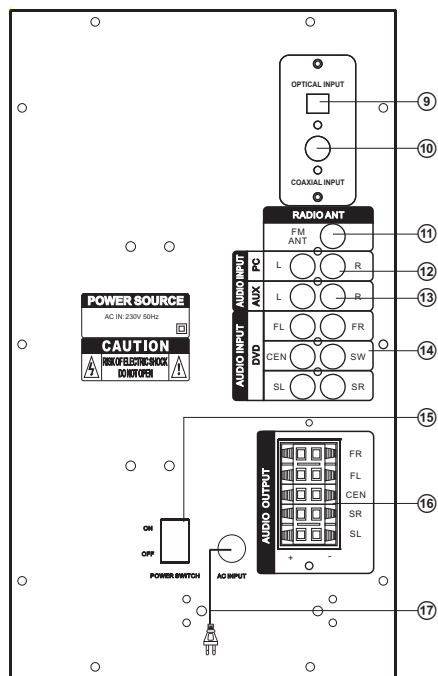 OPTICAL INPUT
9
10
COAXIAL INPUT
RADIO ANT
FM
ANT
11
AUDIO INPUT
PC
L
R
12
AUX
L
R
13
POWER SOURCE
AC IN: 230V 50Hz
CAUTION
RISK OF ELECTRIC SHOCK
DO NOT OPEN
AUDIO INPUT
DVD
FL
FR
CEN
SW
14
SL
SR
15
AUDIO OUTPUT
FR
FL
CEN
16
SR
SL
+ -
ON
OFF
POWER SWITCH
AC INPUT
17